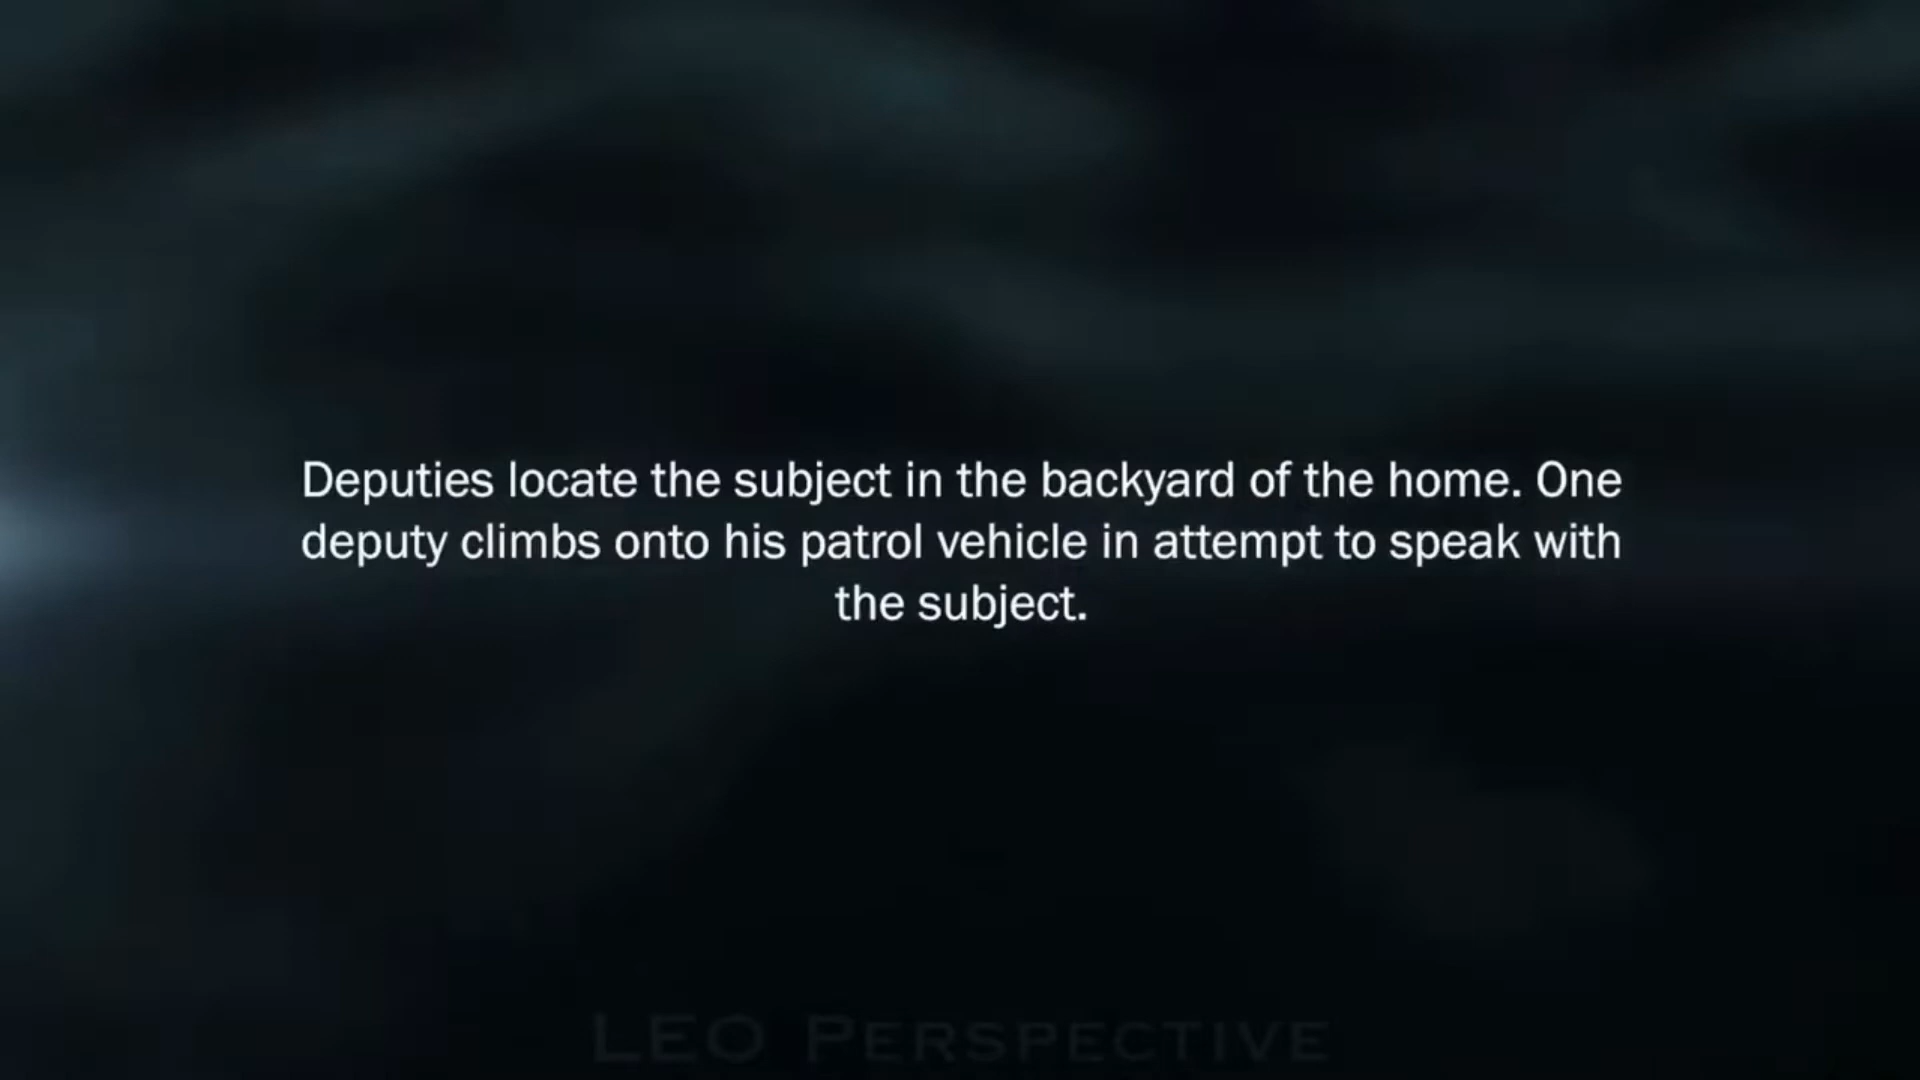 Deputies locate the subject in the backyard of the home. One
deputy climbs onto his patrol vehicle in attempt to speak with
the subject.
LEO PERSPECTIVE